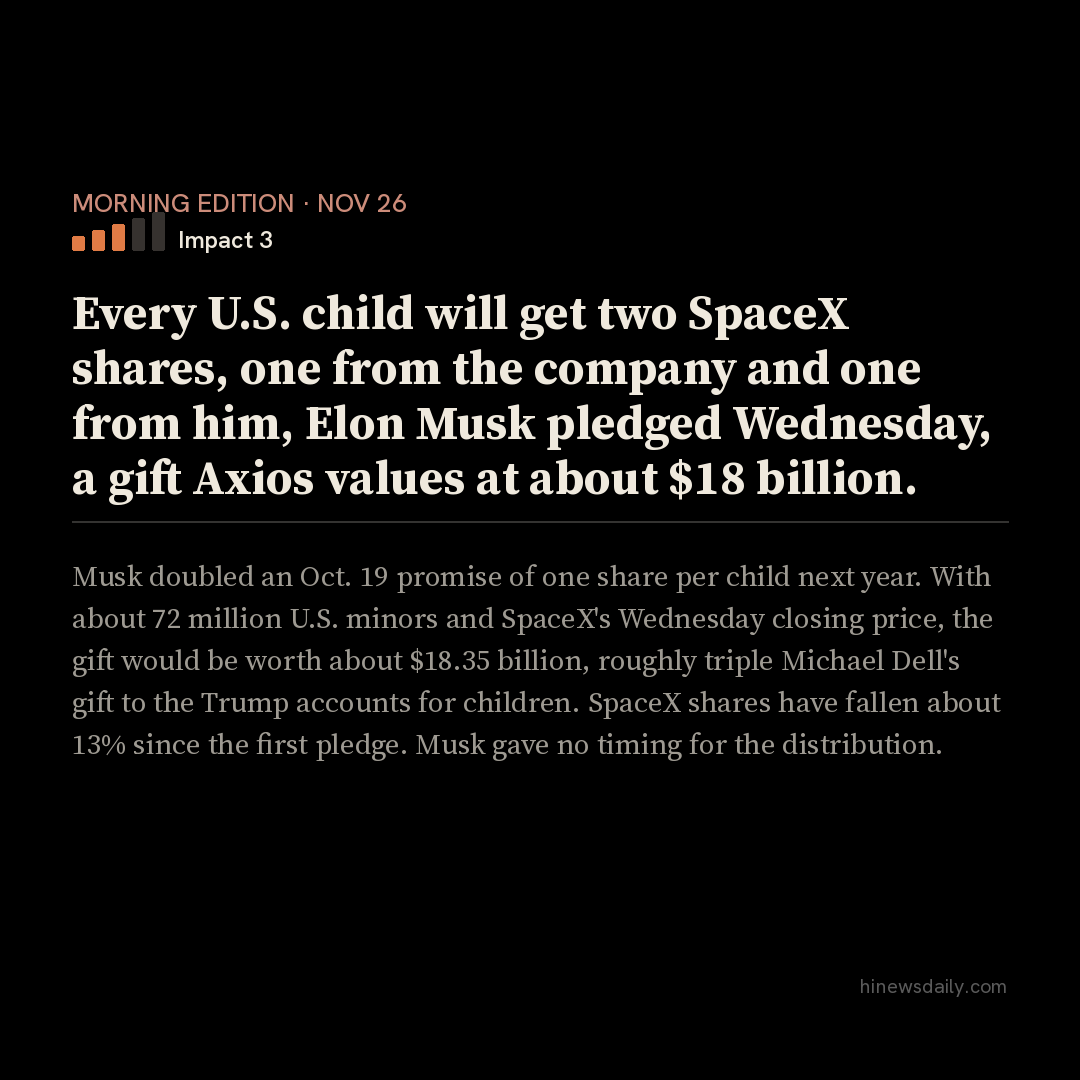 MORNING EDITION · NOV 26
Impact 3
Every U.S. child will get two SpaceX
shares, one from the company and one
from him, Elon Musk pledged Wednesday,
a gift Axios values at about $18 billion.
Musk doubled an Oct. 19 promise of one share per child next year. With
about 72 million U.S. minors and SpaceX's Wednesday closing price, the
gift would be worth about $18.35 billion, roughly triple Michael Dell's
gift to the Trump accounts for children. SpaceX shares have fallen about
13% since the first pledge. Musk gave no timing for the distribution.
hinewsdaily.com